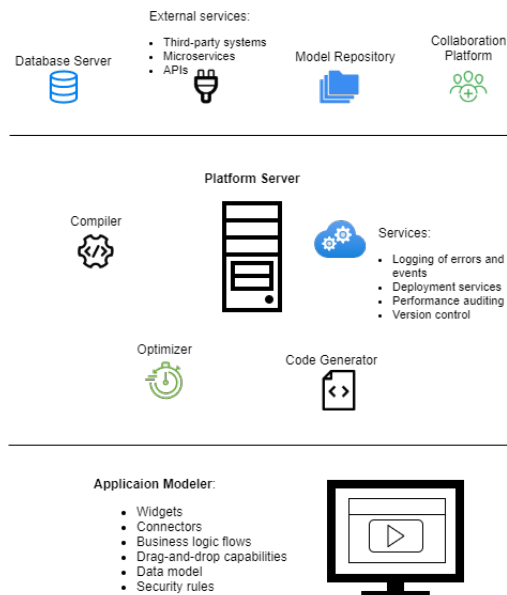 External services:
• Third-party systems
• Microservices
• APIs
Database Server
Model Repository
Collaboration
Platform
Platform Server
Compiler
Services:
• Logging of errors and
events
• Deployment services
• Performance auditing
• Version control
Optimizer
Code Generator
</>
< >
Applicaion Modeler:
• Widgets
• Connectors
• Business logic flows
• Drag-and-drop capabilities
• Data model
• Security rules